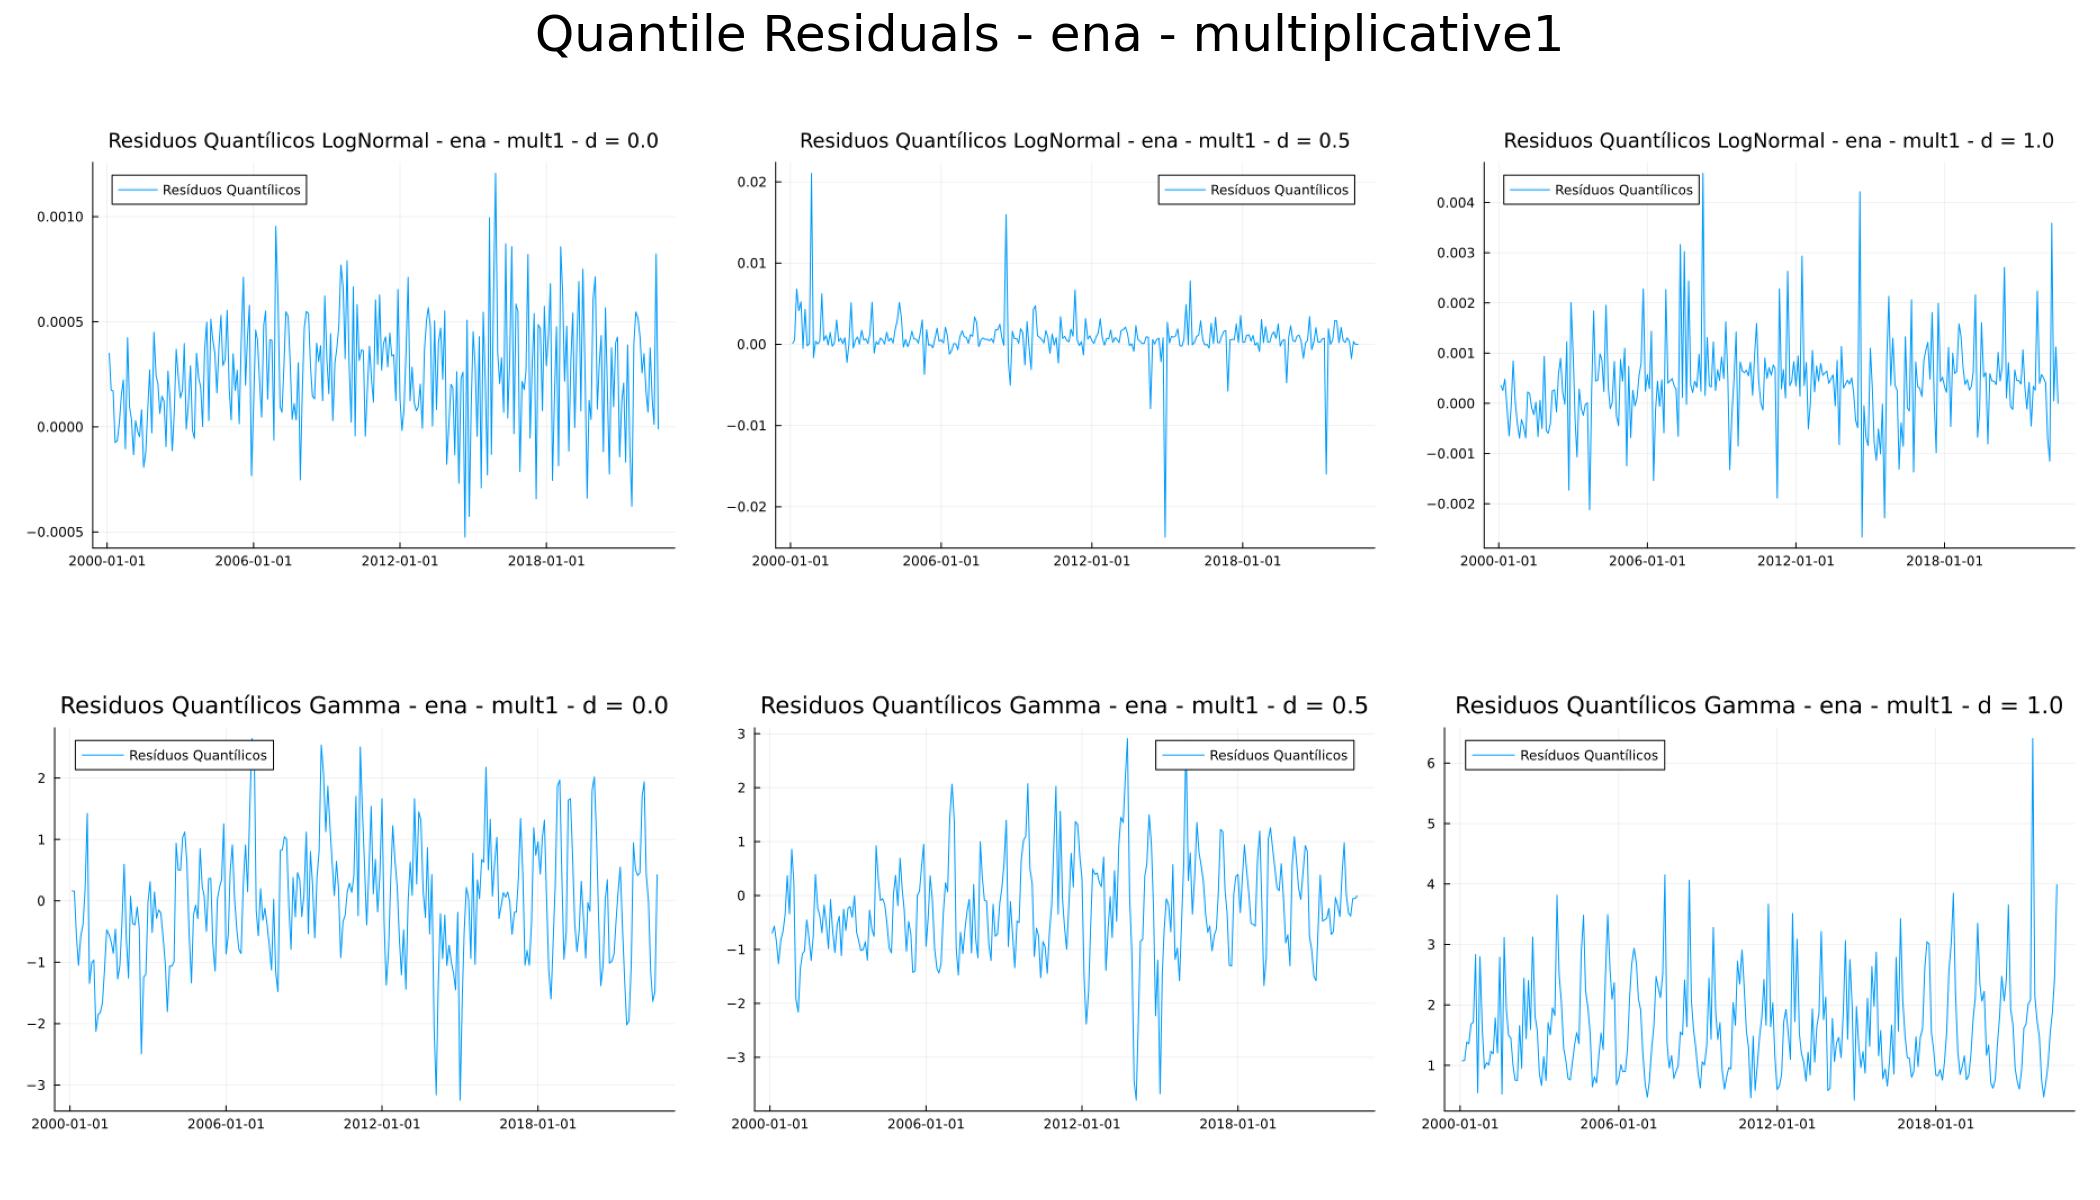 Quantile Residuals - ena - multiplicative1
Residuos Quantílicos LogNormal - ena - mult1 - d = 0.0
Resíduos Quantílicos
0.0010
0.0005
0.0000
−0.0005
2000-01-01 2006-01-01 2012-01-01 2018-01-01
Residuos Quantílicos LogNormal - ena - mult1 - d = 0.5
Resíduos Quantílicos
0.02
0.01
0.00
−0.01
−0.02
2000-01-01 2006-01-01 2012-01-01 2018-01-01
Residuos Quantílicos LogNormal - ena - mult1 - d = 1.0
Resíduos Quantílicos
0.004
0.003
0.002
0.001
0.000
−0.001
−0.002
2000-01-01 2006-01-01 2012-01-01 2018-01-01
Residuos Quantílicos Gamma - ena - mult1 - d = 0.0
Resíduos Quantílicos
2
1
0
−1
−2
−3
2000-01-01 2006-01-01 2012-01-01 2018-01-01
Residuos Quantílicos Gamma - ena - mult1 - d = 0.5
Resíduos Quantílicos
3
2
1
0
−1
−2
−3
2000-01-01 2006-01-01 2012-01-01 2018-01-01
Residuos Quantílicos Gamma - ena - mult1 - d = 1.0
Resíduos Quantílicos
6
5
4
3
2
1
2000-01-01 2006-01-01 2012-01-01 2018-01-01